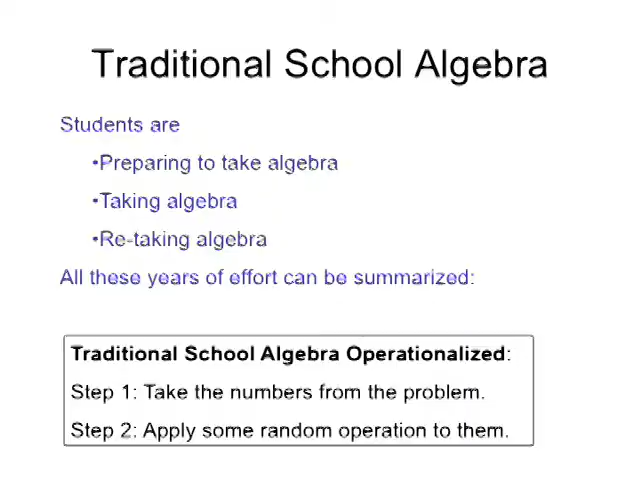 Traditional School Algebra
Students are
•Preparing to take algebra
•Taking algebra
•Re-taking algebra
All these years of effort can be summarized:
Traditional School Algebra Operationalized:
Step 1: Take the numbers from the problem.
Step 2: Apply some random operation to them.